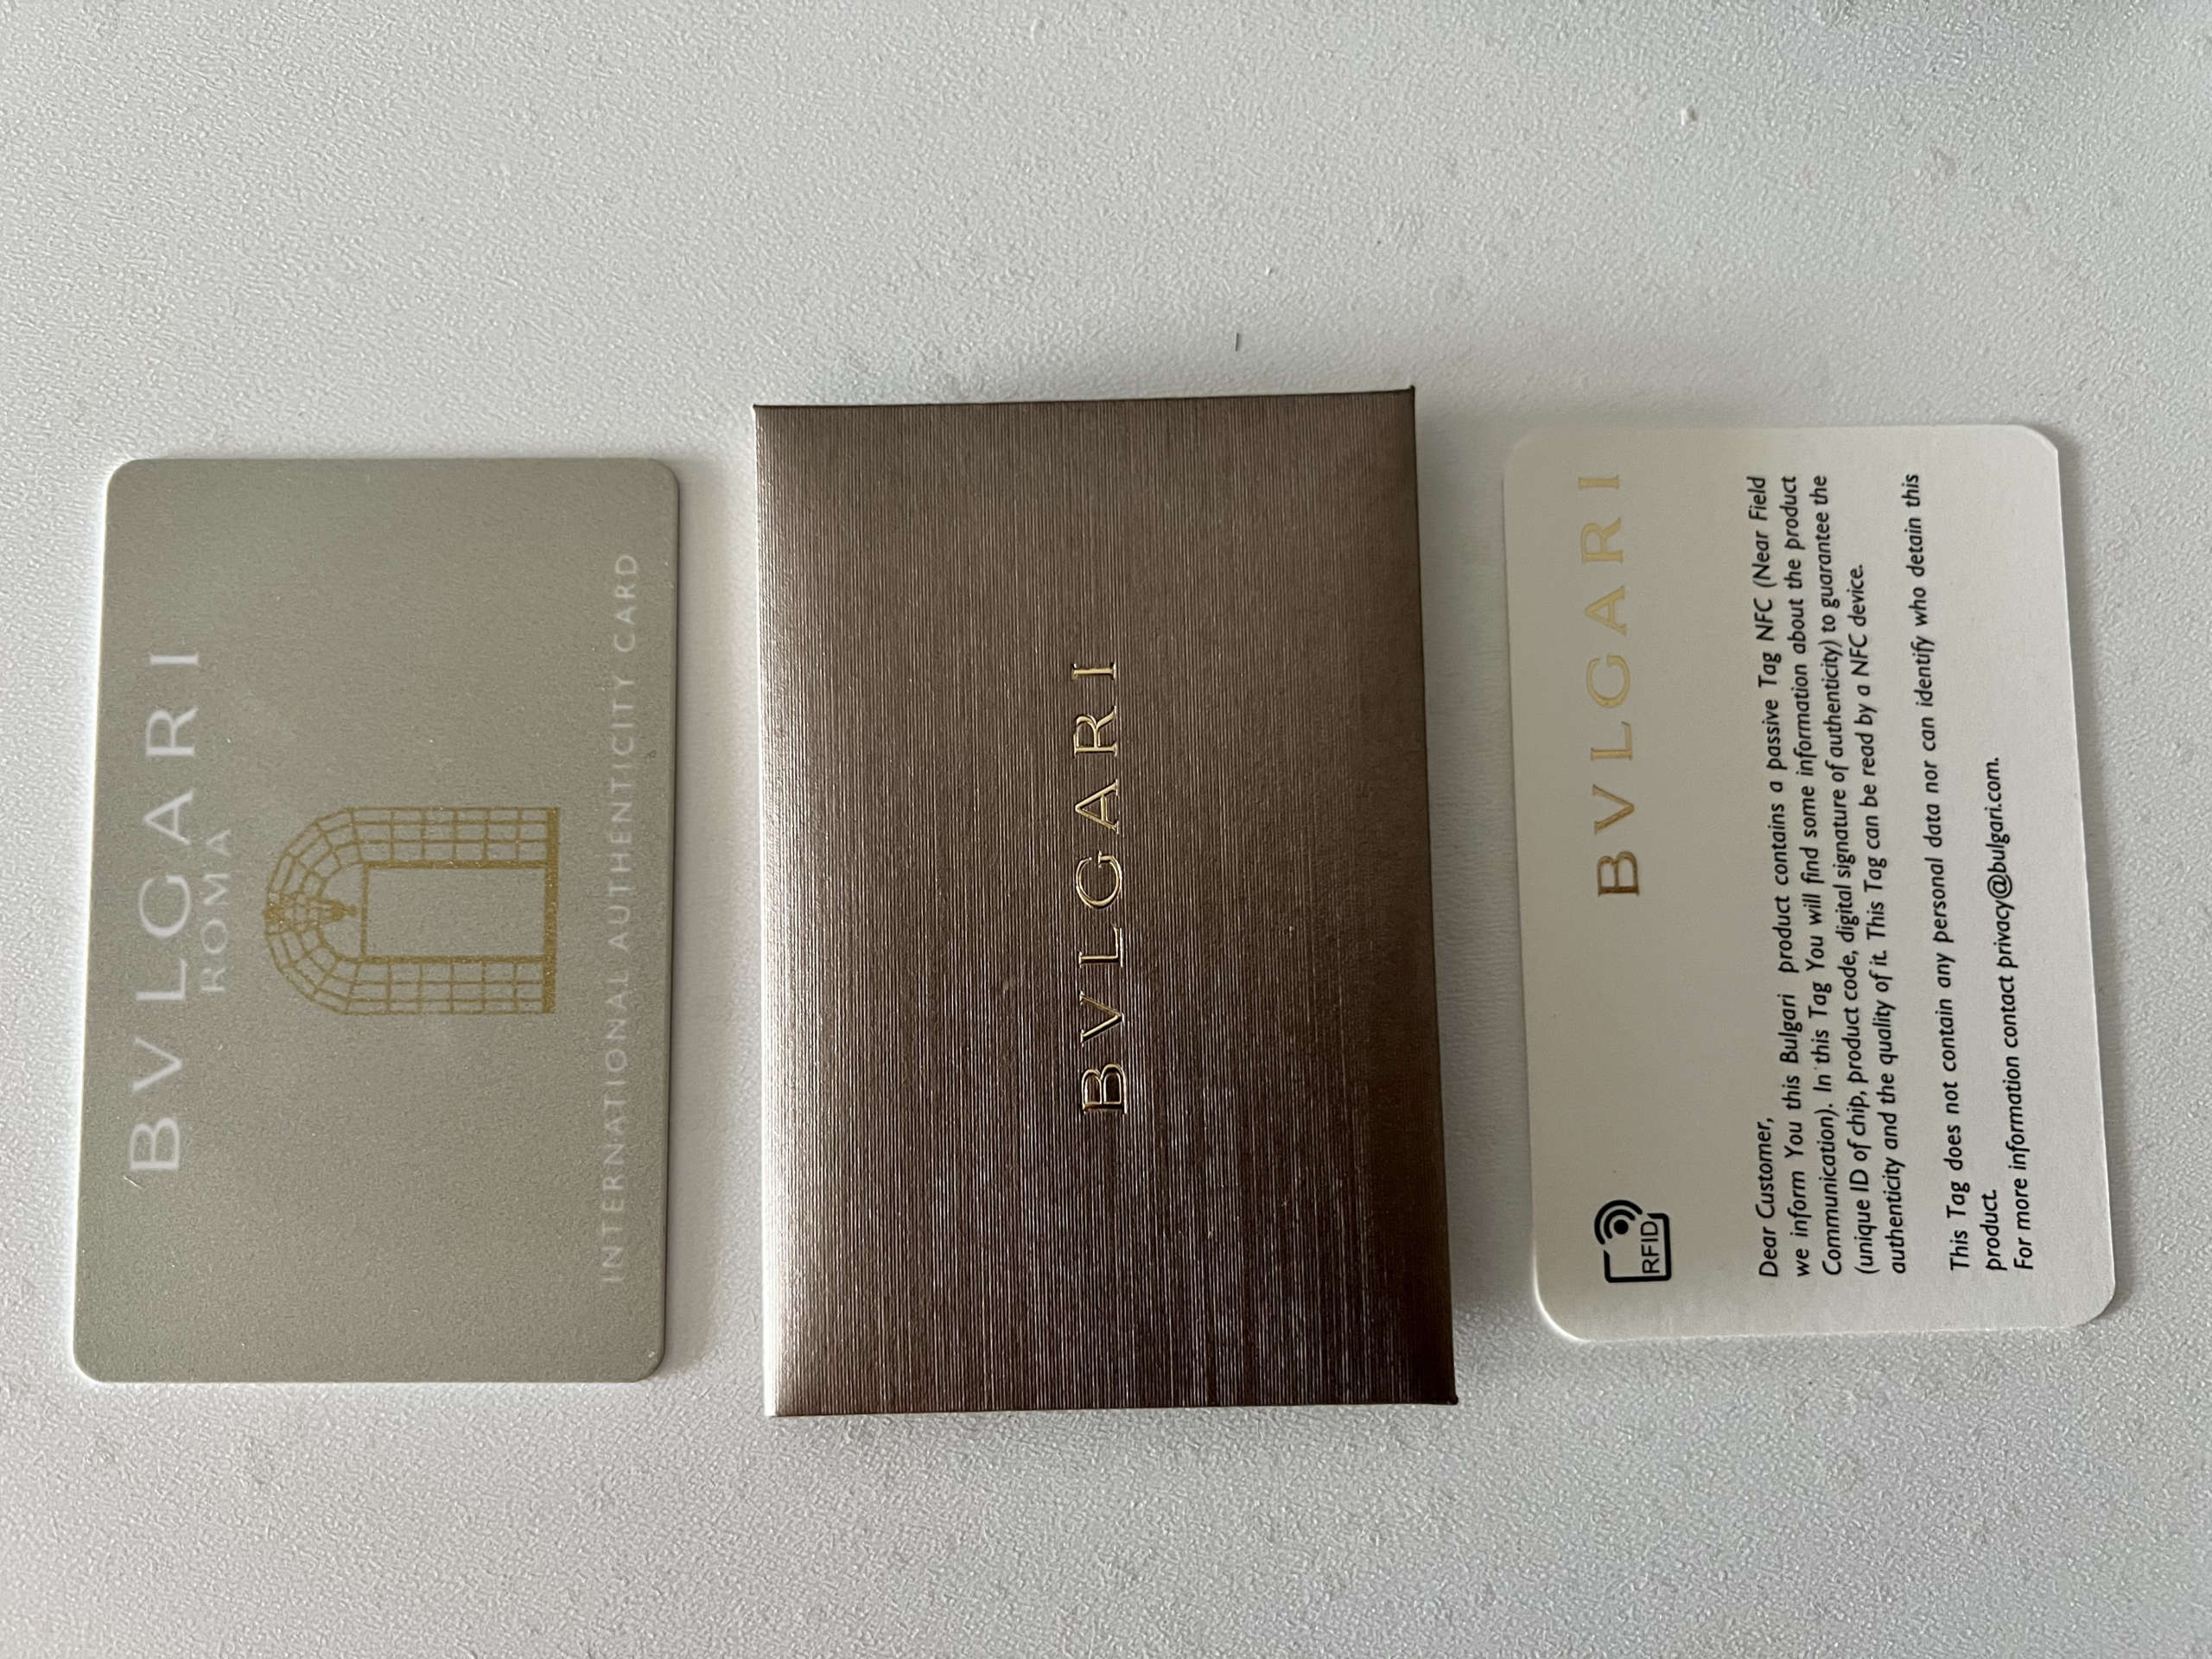 BVLGARI
ROMA
INTERNATIONAL AUTHENTICITY CARD
BVLGARI
RFID
BVLGARI
Dear Customer,
we inform You this Bulgari product contains a passive Tag NFC (Near Field
Communication). In this Tag You will find some information about the product
(unique ID of chip, product code, digital signature of authenticity) to guarantee the
authenticity and the quality of it. This Tag can be read by a NFC device.
This Tag does not contain any personal data nor can identify who detain this
product.
For more information contact privacy@bulgari.com.